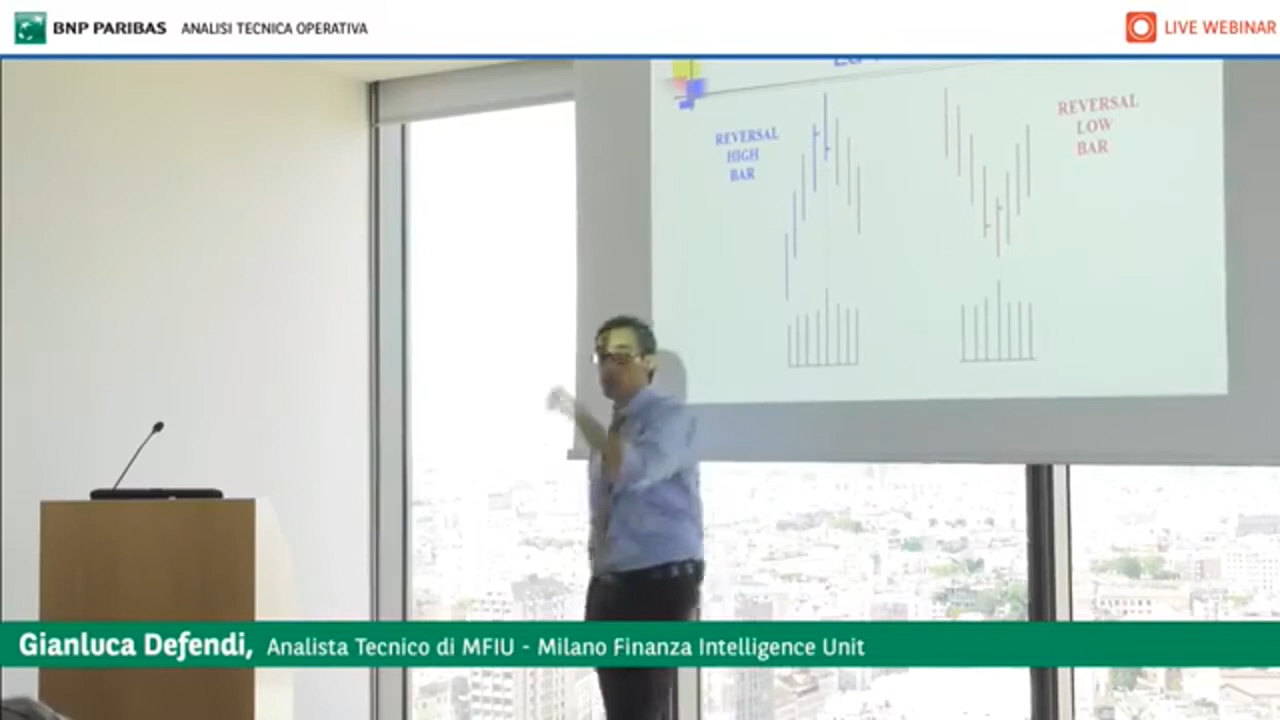 BNP PARIBAS ANALISI TECNICA OPERATIVA
LIVE WEBINAR
REVERSAL
HIGH
BAR
REVERSAL
LOW
BAR
Gianluca Defendi, Analista Tecnico di MFIU - Milano Finanza Intelligence Unit